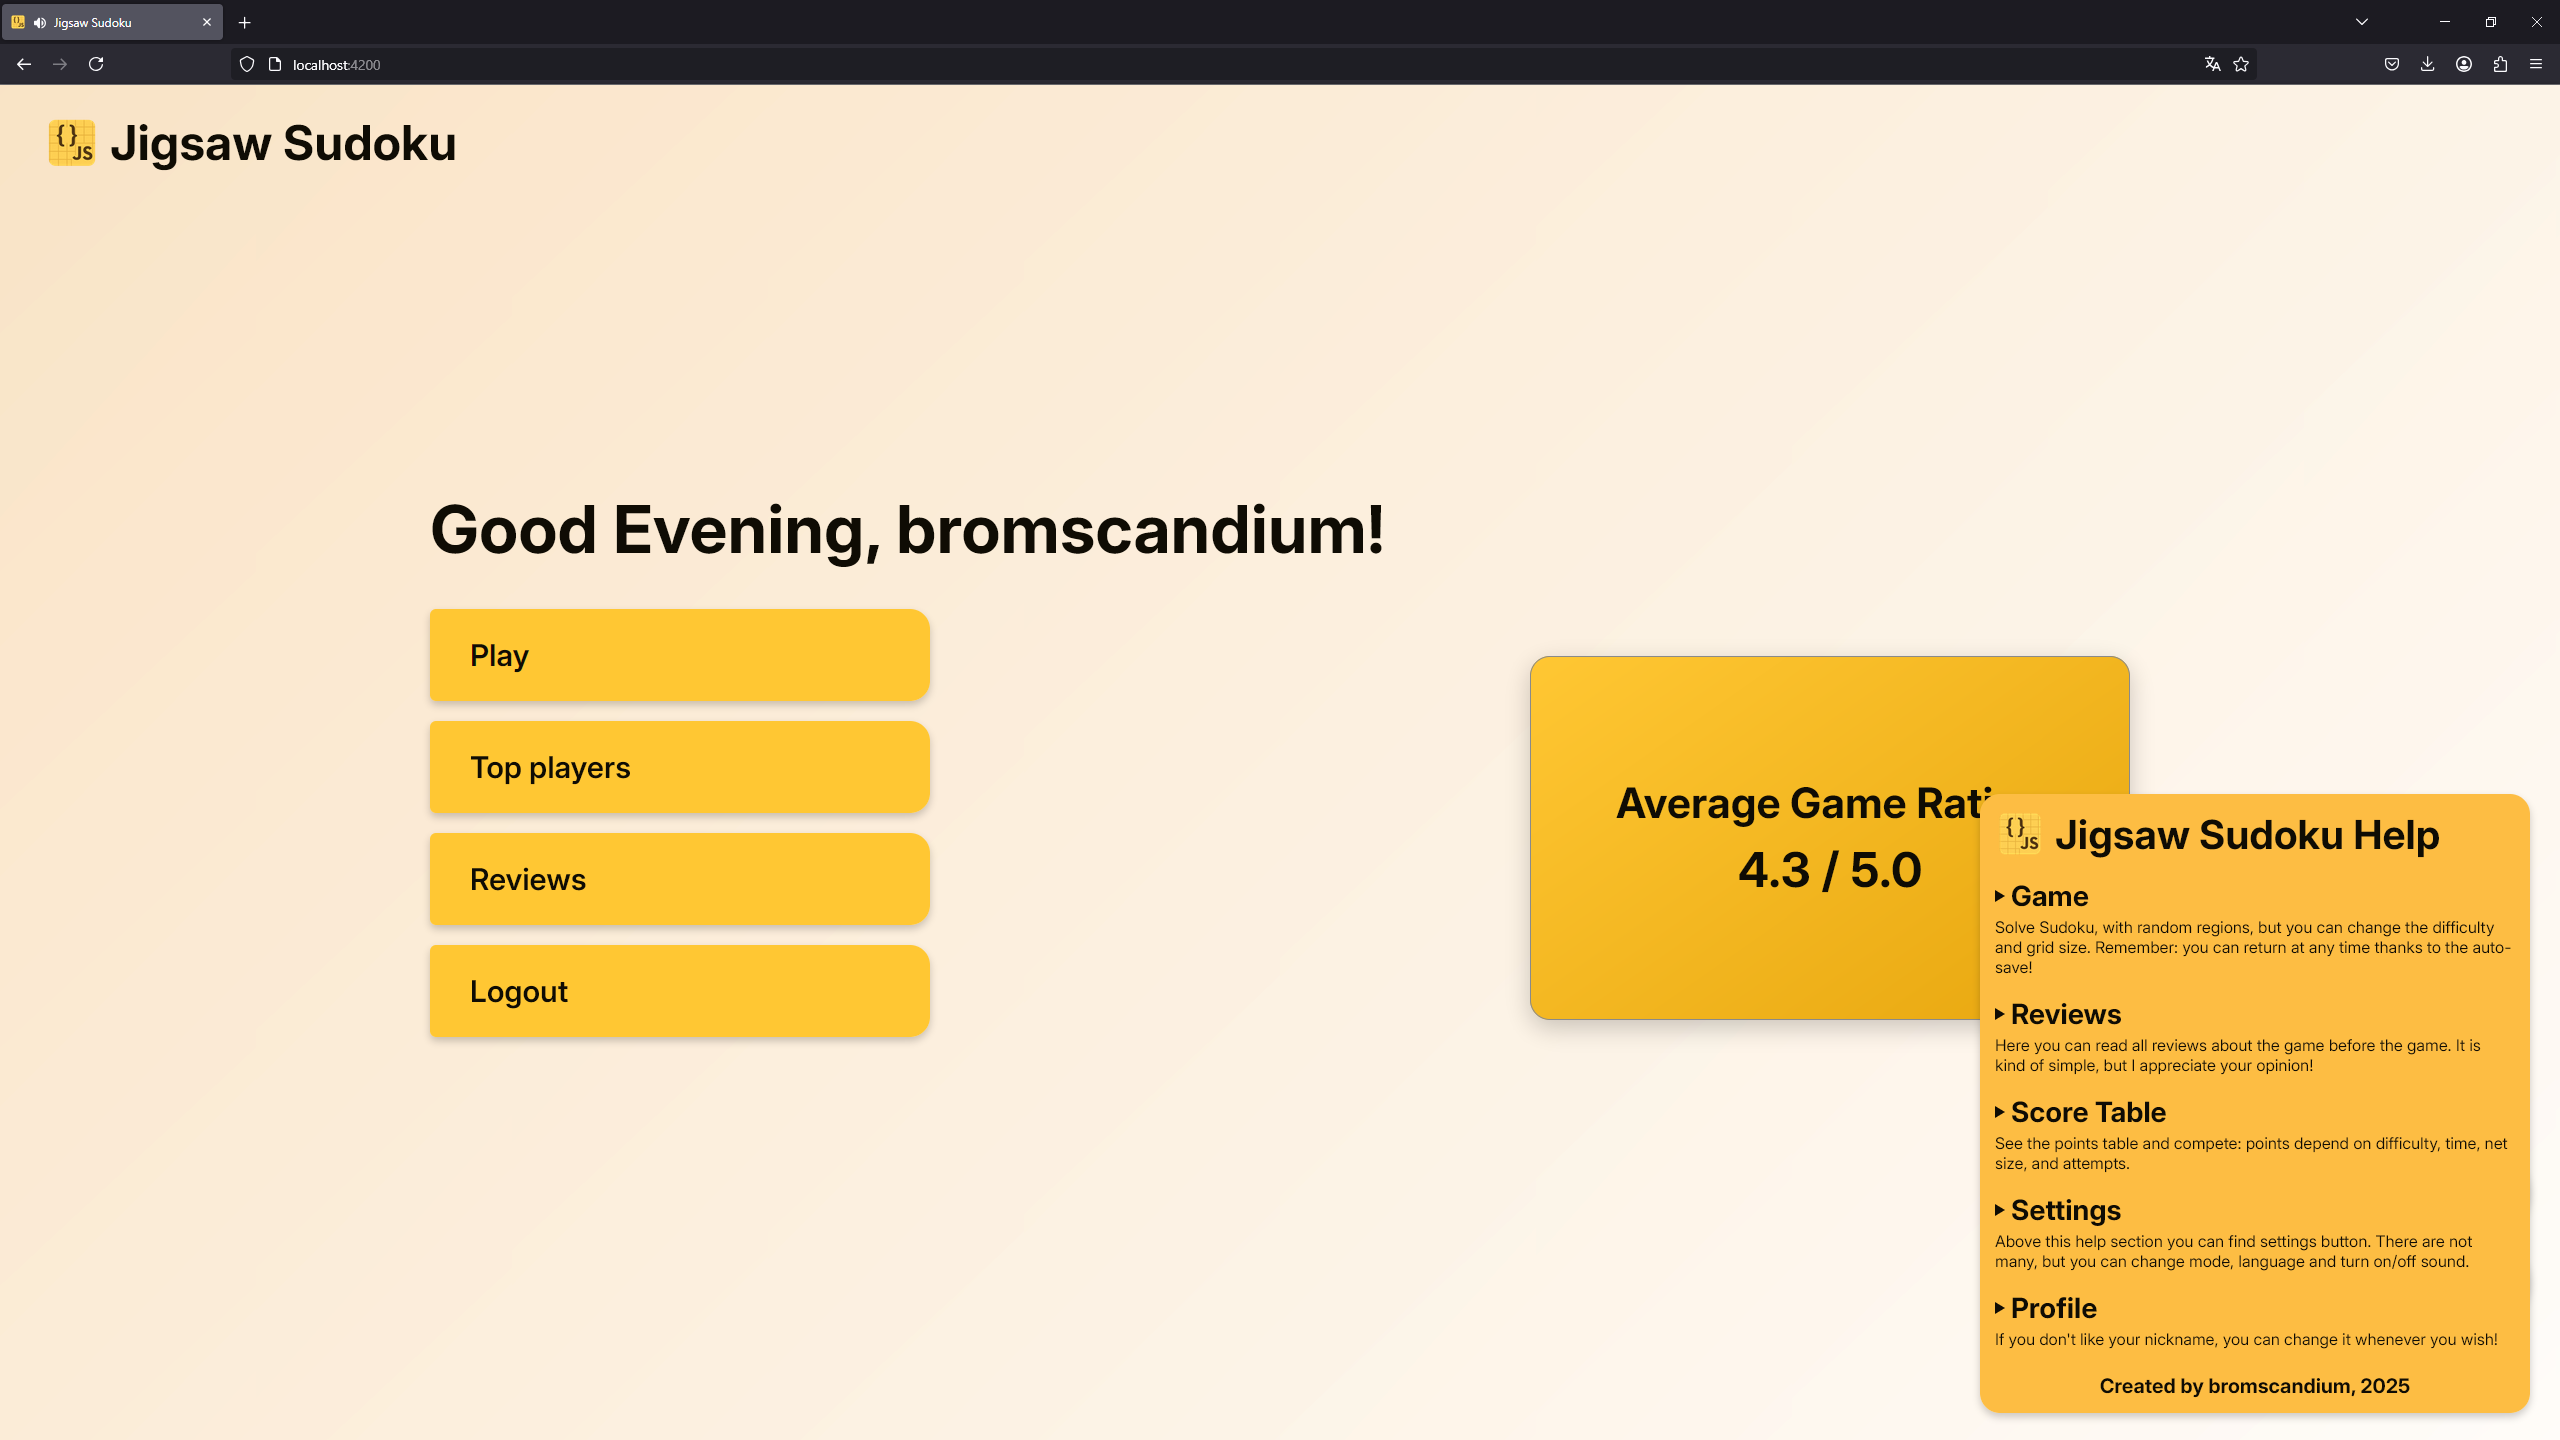 Jigsaw Sudoku
localhost:4200
{} JS
Jigsaw Sudoku
Good Evening, bromscandium!
Play
Top players
Reviews
Logout
Average Game
4.3 / 5.0
{} JS
Jigsaw Sudoku Help
Game
Solve Sudoku, with random regions, but you can change the difficulty
and grid size. Remember: you can return at any time thanks to the auto-
save!
Reviews
Here you can read all reviews about the game before the game. It is
kind of simple, but I appreciate your opinion!
Score Table
See the points table and compete: points depend on difficulty, time, net
size, and attempts.
Settings
Above this help section you can find settings button. There are not
many, but you can change mode, language and turn on/off sound.
Profile
If you don't like your nickname, you can change it whenever you wish!
Created by bromscandium, 2025